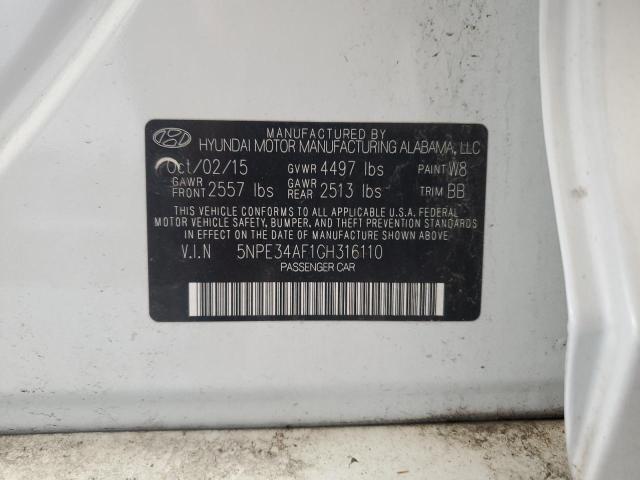 MANUFACTURED BY
HYUNDAI MOTOR MANUFACTURING ALABAMA, LLC
Oct/02/15 GVWR 4497 lbs PAINT W8
GAWR FRONT 2557 lbs GAWR REAR 2513 lbs TRIM BB
THIS VEHICLE CONFORMS TO ALL APPLICABLE U.S.A. FEDERAL
MOTOR VEHICLE SAFETY, BUMPER, AND THEFT PREVENTION STANDARDS
IN EFFECT ON THE DATE OF MANUFACTURE SHOWN ABOVE.
V.I.N 5NPE34AF1GH316110
PASSENGER CAR